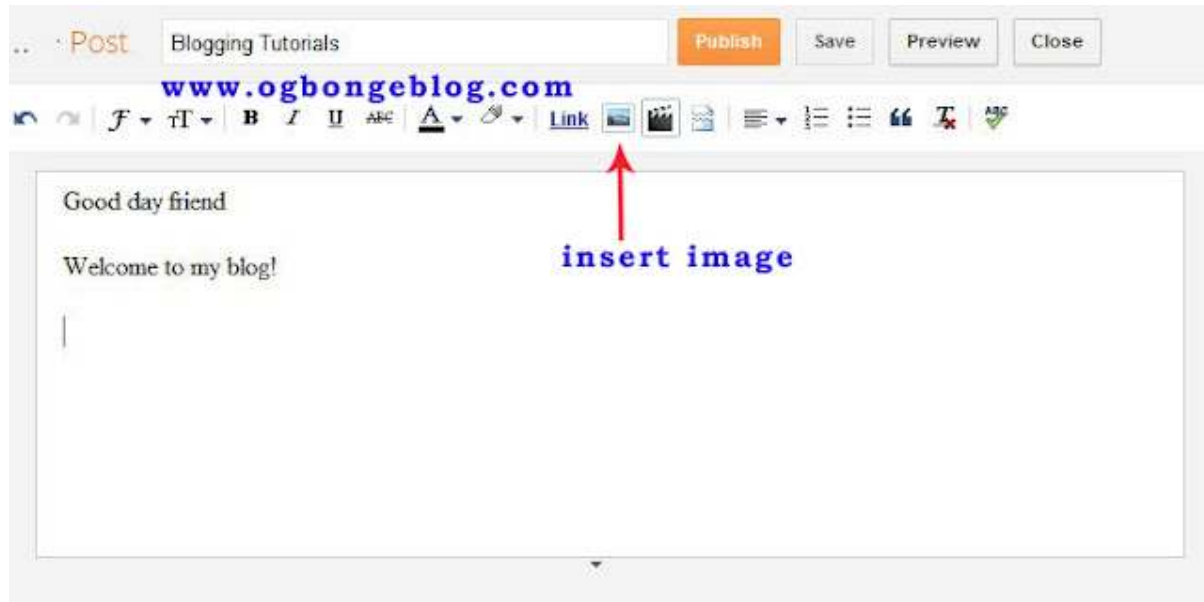 .. · Post Blogging Tutorials Publish Save Preview Close
www.ogbongeblog.com
F T B I U ABC A Link “ T ABC
Good day friend
Welcome to my blog!
insert image